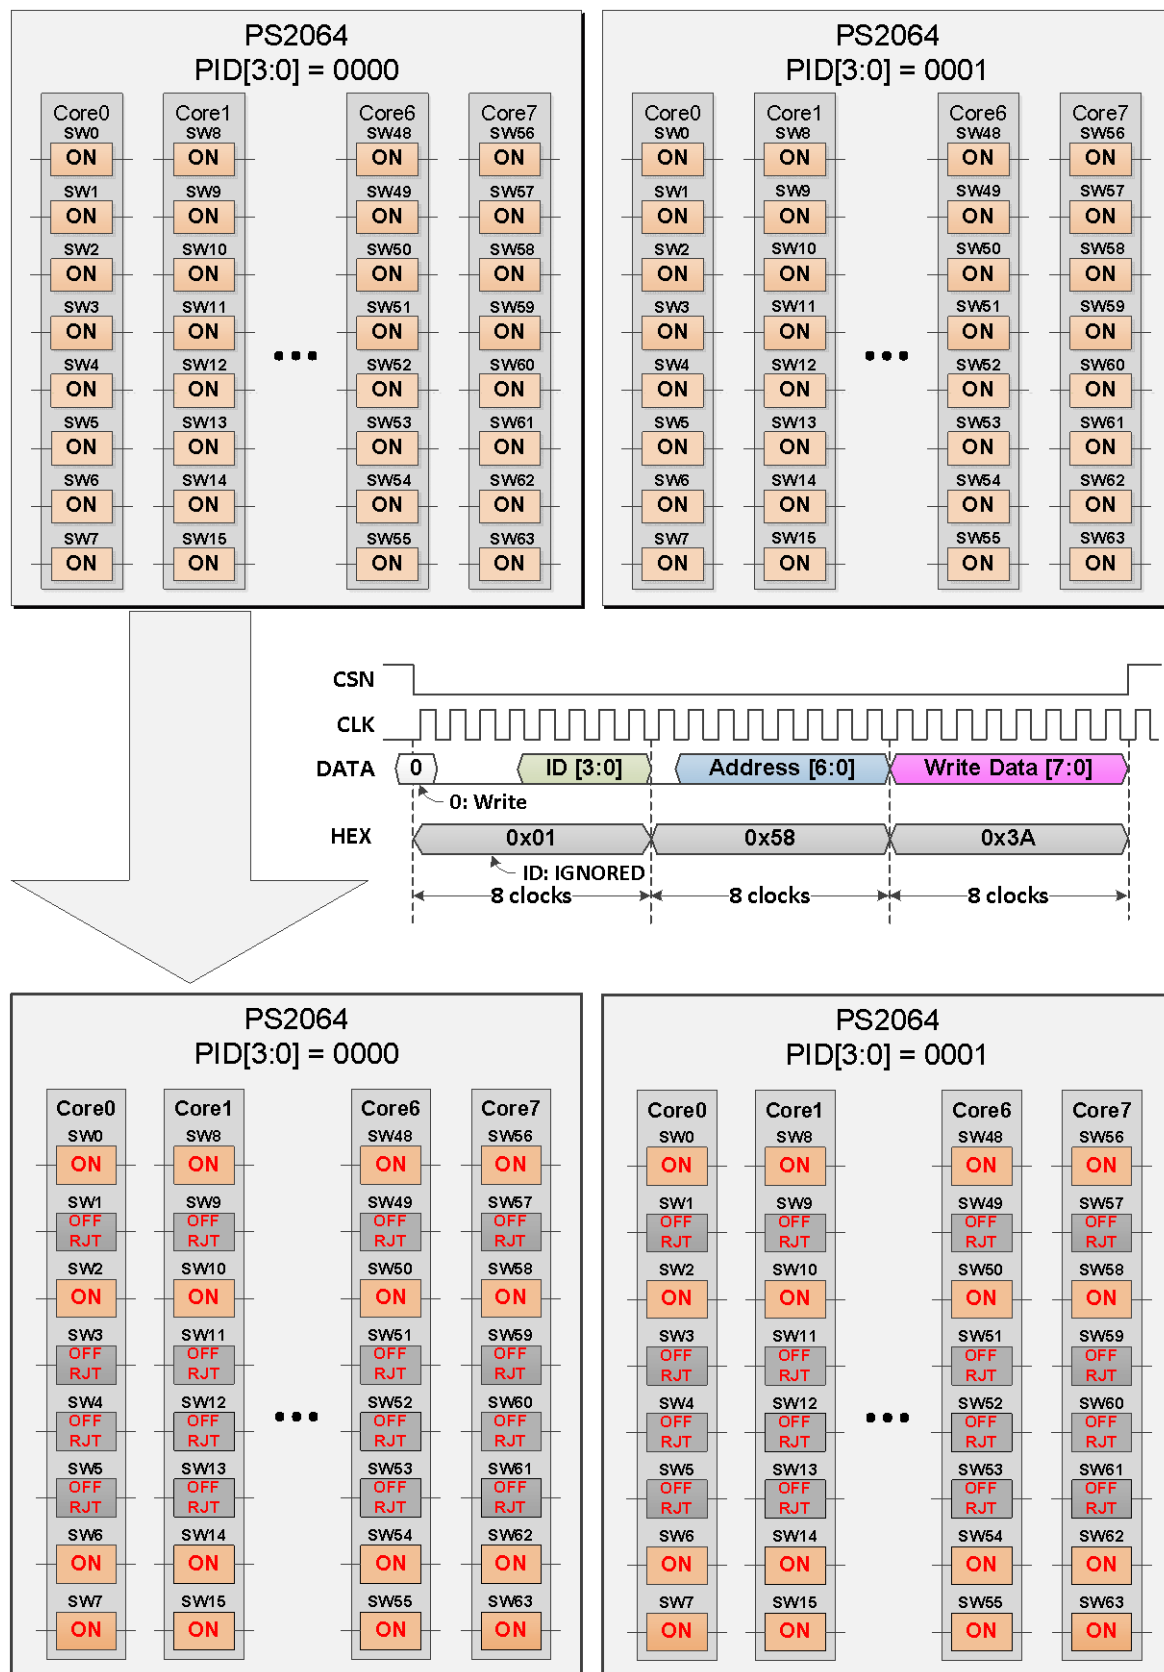 PS2064
PID[3:0] = 0000
Core0 Core1 Core6 Core7
SW0 SW8 SW48 SW56
ON ON ON ON
SW1 SW9 SW49 SW57
ON ON ON ON
SW2 SW10 SW50 SW58
ON ON ON ON
SW3 SW11 SW51 SW59
ON ON ON ON
SW4 SW12 SW52 SW60
ON ON ON ON
SW5 SW13 SW53 SW61
ON ON ON ON
SW6 SW14 SW54 SW62
ON ON ON ON
SW7 SW15 SW55 SW63
ON ON ON ON
PS2064
PID[3:0] = 0001
Core0 Core1 Core6 Core7
SW0 SW8 SW48 SW56
ON ON ON ON
SW1 SW9 SW49 SW57
ON ON ON ON
SW2 SW10 SW50 SW58
ON ON ON ON
SW3 SW11 SW51 SW59
ON ON ON ON
SW4 SW12 SW52 SW60
ON ON ON ON
SW5 SW13 SW53 SW61
ON ON ON ON
SW6 SW14 SW54 SW62
ON ON ON ON
SW7 SW15 SW55 SW63
ON ON ON ON
CSN
CLK
DATA 0 ID [3:0] Address [6:0] Write Data [7:0]
0: Write
HEX 0x01 0x58 0x3A
ID: IGNORED
8 clocks 8 clocks 8 clocks
PS2064
PID[3:0] = 0000
Core0 Core1 Core6 Core7
SW0 SW8 SW48 SW56
ON ON ON ON
SW1 SW9 SW49 SW57
OFF OFF OFF OFF
RJT RJT RJT RJT
SW2 SW10 SW50 SW58
ON ON ON ON
SW3 SW11 SW51 SW59
OFF OFF OFF OFF
RJT RJT RJT RJT
SW4 SW12 SW52 SW60
OFF OFF OFF OFF
RJT RJT RJT RJT
SW5 SW13 SW53 SW61
OFF OFF OFF OFF
RJT RJT RJT RJT
SW6 SW14 SW54 SW62
ON ON ON ON
SW7 SW15 SW55 SW63
ON ON ON ON
PS2064
PID[3:0] = 0001
Core0 Core1 Core6 Core7
SW0 SW8 SW48 SW56
ON ON ON ON
SW1 SW9 SW49 SW57
OFF OFF OFF OFF
RJT RJT RJT RJT
SW2 SW10 SW50 SW58
ON ON ON ON
SW3 SW11 SW51 SW59
OFF OFF OFF OFF
RJT RJT RJT RJT
SW4 SW12 SW52 SW60
OFF OFF OFF OFF
RJT RJT RJT RJT
SW5 SW13 SW53 SW61
OFF OFF OFF OFF
RJT RJT RJT RJT
SW6 SW14 SW54 SW62
ON ON ON ON
SW7 SW15 SW55 SW63
ON ON ON ON